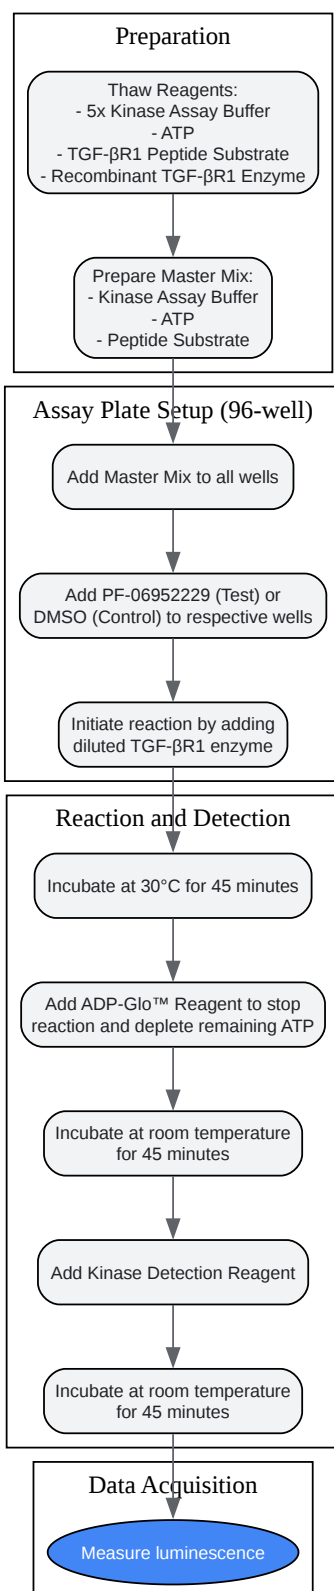 Preparation
Thaw Reagents:
- 5x Kinase Assay Buffer
- ATP
- TGF-βR1 Peptide Substrate
- Recombinant TGF-βR1 Enzyme
Prepare Master Mix:
- Kinase Assay Buffer
- ATP
- Peptide Substrate
Assay Plate Setup (96-well)
Add Master Mix to all wells
Add PF-06952229 (Test) or
DMSO (Control) to respective wells
Initiate reaction by adding
diluted TGF-βR1 enzyme
Reaction and Detection
Incubate at 30°C for 45 minutes
Add ADP-Glo™ Reagent to stop
reaction and deplete remaining ATP
Incubate at room temperature
for 45 minutes
Add Kinase Detection Reagent
Incubate at room temperature
for 45 minutes
Data Acquisition
Measure luminescence